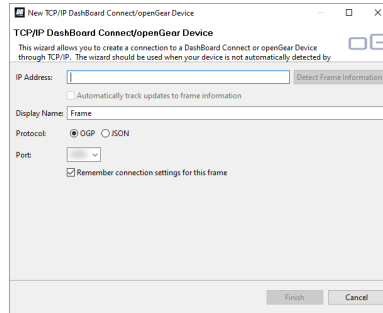 New TCP/IP DashBoard Connect/openGear Device
TCP/IP DashBoard Connect/openGear Device
This wizard allows you to create a connection to a DashBoard Connect or openGear Device
through TCP/IP. The wizard should be used when your device is not automatically detected by
IP Address:
Detect Frame Information
Automatically track updates to frame information
Display Name: Frame
Protocol: OGP JSON
Port:
Remember connection settings for this frame
Finish Cancel